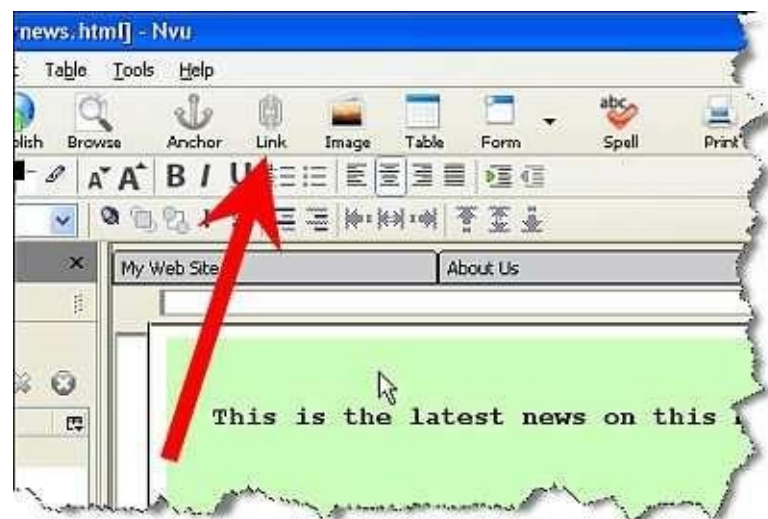 news.html] - Nvu
Table Tools Help
Browse Anchor Link Image Table Form Spell Print
B I U
My Web Site About Us
This is the latest news on this